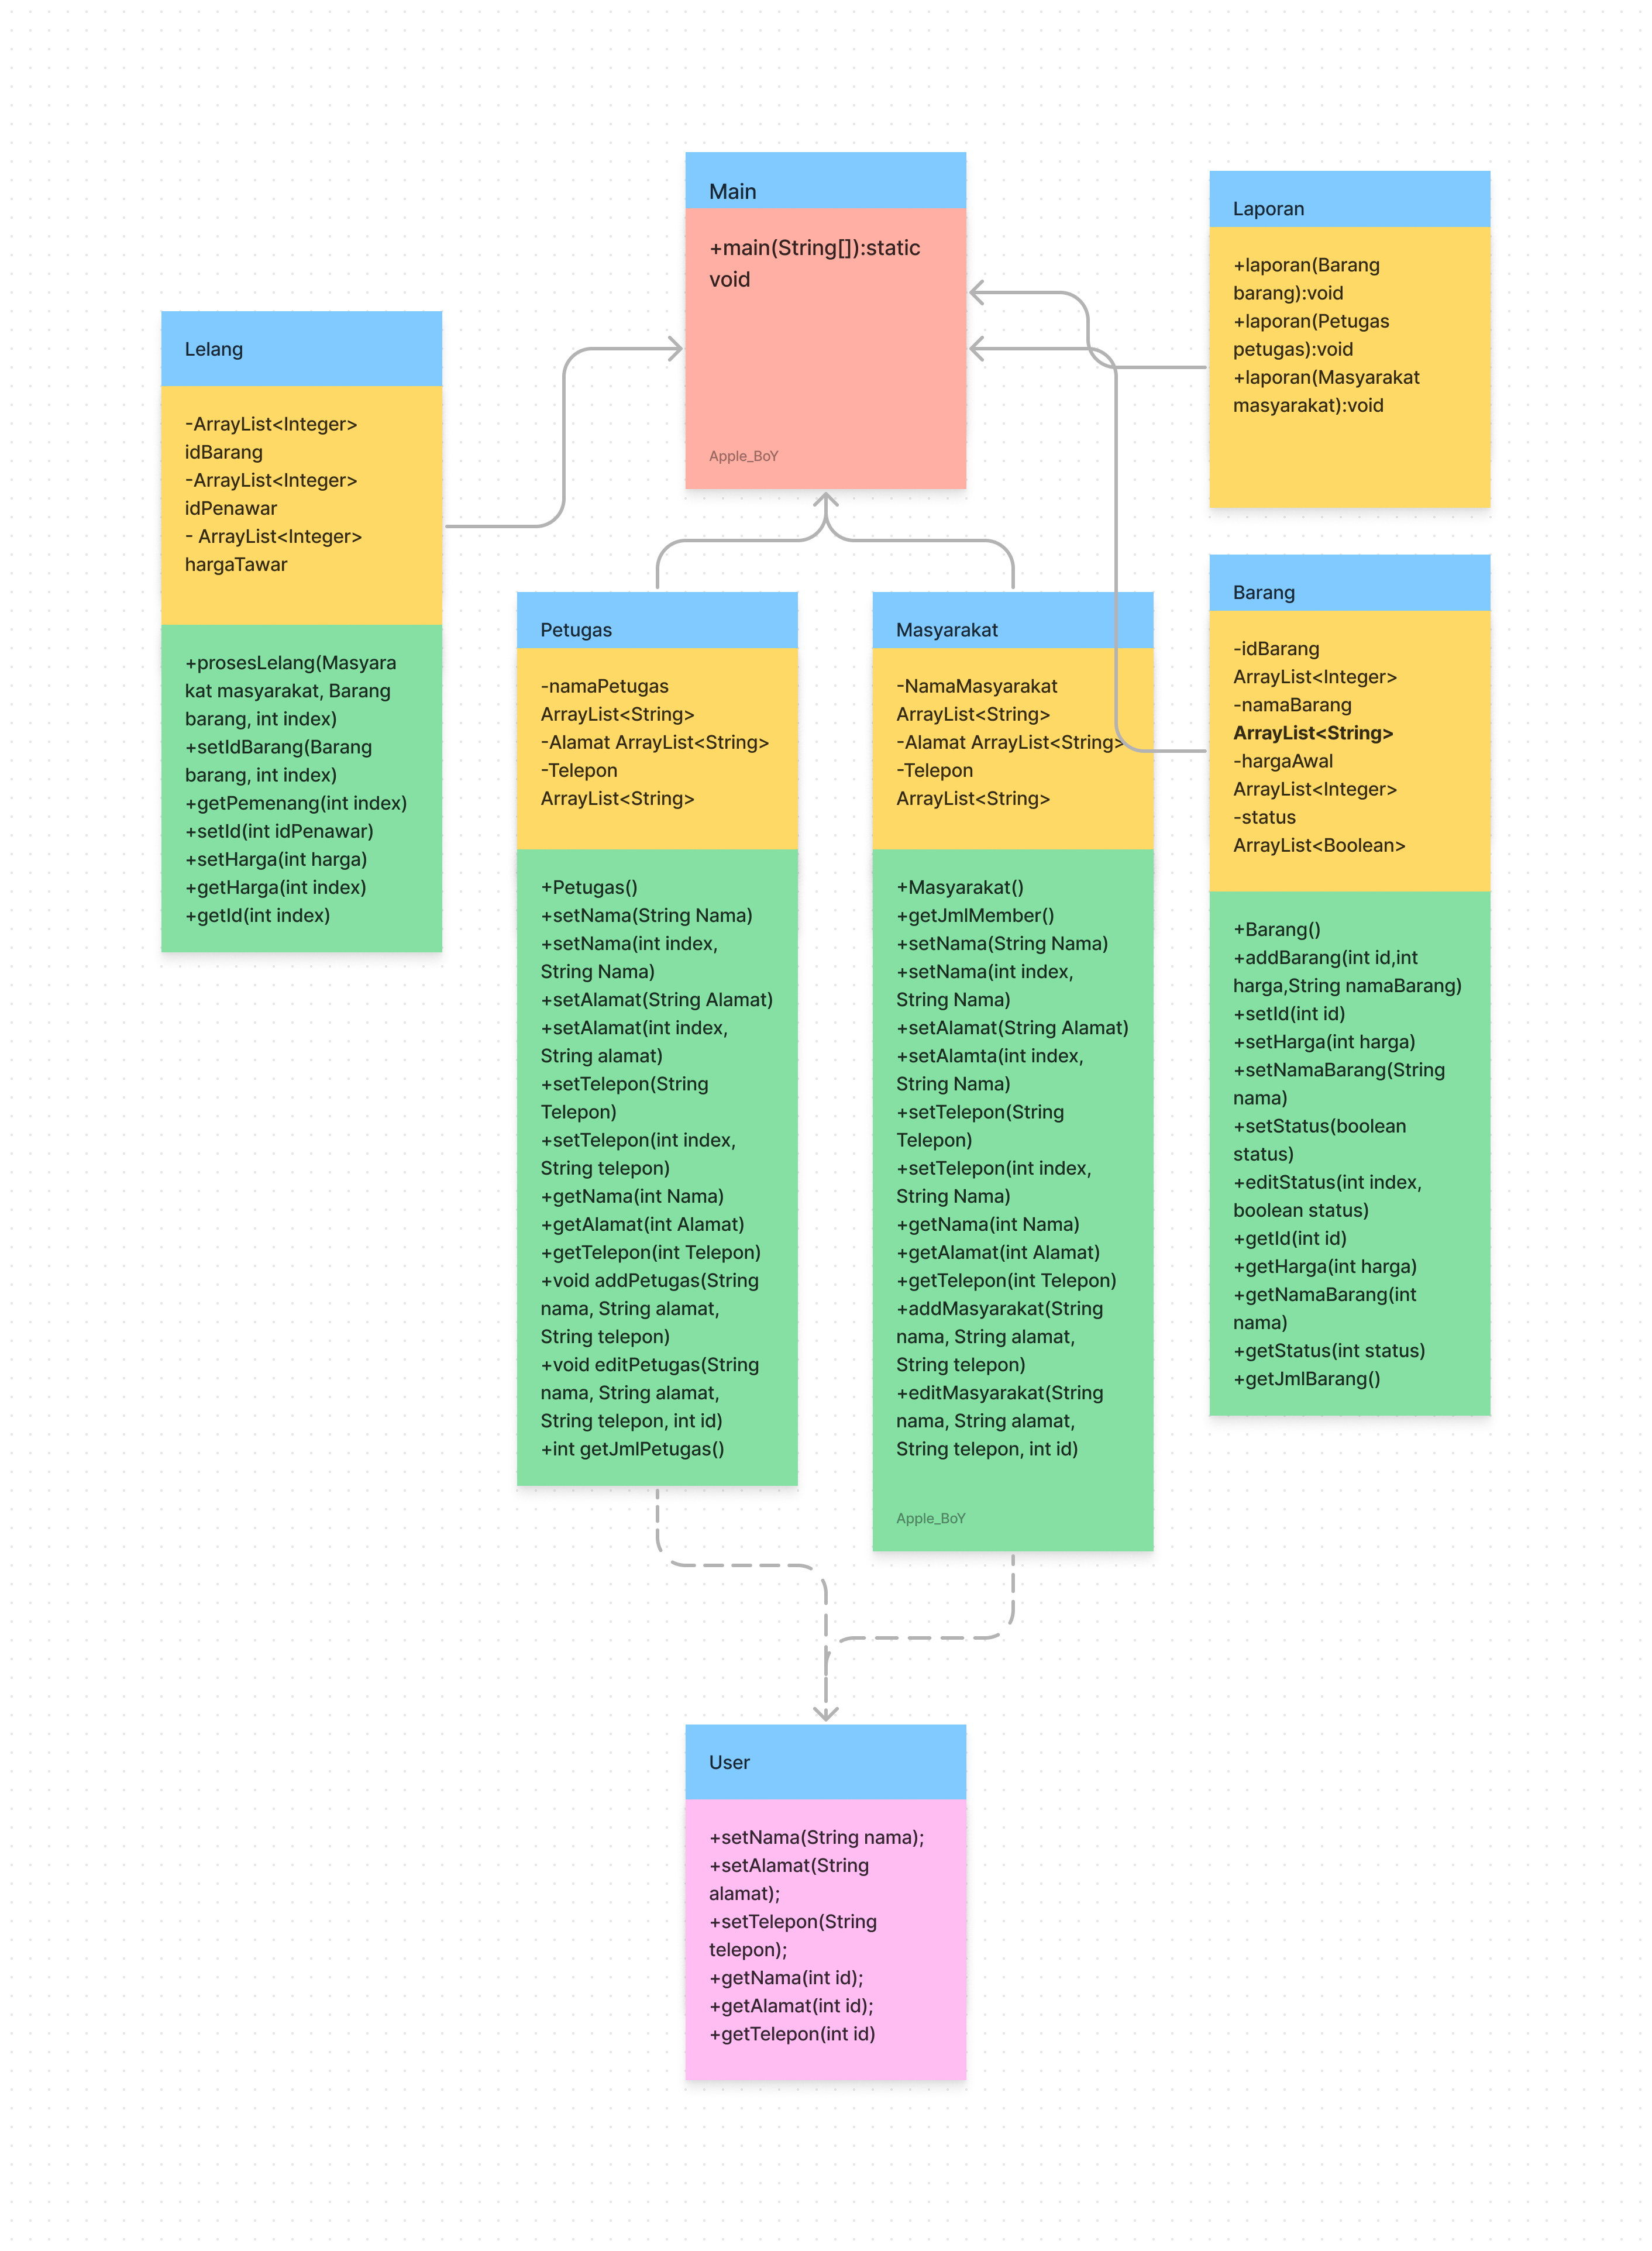 Main
+main(String[]):static
void
Apple_BoY
Laporan
+laporan(Barang
barang):void
+laporan(Petugas
petugas):void
+laporan(Masyarakat
masyarakat):void
Lelang
-ArrayList<Integer>
idBarang
-ArrayList<Integer>
idPenawar
- ArrayList<Integer>
hargaTawar
+prosesLelang(Masyara
kat masyarakat, Barang
barang, int index)
+setIdBarang(Barang
barang, int index)
+getPemenang(int index)
+setId(int idPenawar)
+setHarga(int harga)
+getHarga(int index)
+getId(int index)
Petugas
-namaPetugas
ArrayList<String>
-Alamat ArrayList<String>
-Telepon
ArrayList<String>
+Petugas()
+setNama(String Nama)
+setNama(int index,
String Nama)
+setAlamat(String Alamat)
+setAlamat(int index,
String alamat)
+setTelepon(String
Telepon)
+setTelepon(int index,
String telepon)
+getNama(int Nama)
+getAlamat(int Alamat)
+getTelepon(int Telepon)
+void addPetugas(String
nama, String alamat,
String telepon)
+void editPetugas(String
nama, String alamat,
String telepon, int id)
+int getJmlPetugas()
Masyarakat
-NamaMasyarakat
ArrayList<String>
-Alamat ArrayList<String>
-Telepon
ArrayList<String>
+Masyarakat()
+getJmlMember()
+setNama(String Nama)
+setNama(int index,
String Nama)
+setAlamat(String Alamat)
+setAlamta(int index,
String Nama)
+setTelepon(String
Telepon)
+setTelepon(int index,
String Nama)
+getNama(int Nama)
+getAlamat(int Alamat)
+getTelepon(int Telepon)
+addMasyarakat(String
nama, String alamat,
String telepon)
+editMasyarakat(String
nama, String alamat,
String telepon, int id)
Apple_BoY
Barang
-idBarang
ArrayList<Integer>
-namaBarang
ArrayList<String>
-hargaAwal
ArrayList<Integer>
-status
ArrayList<Boolean>
+Barang()
+addBarang(int id,int
harga,String namaBarang)
+setId(int id)
+setHarga(int harga)
+setNamaBarang(String
nama)
+setStatus(boolean
status)
+editStatus(int index,
boolean status)
+getId(int id)
+getHarga(int harga)
+getNamaBarang(int
nama)
+getStatus(int status)
+getJmlBarang()
User
+setNama(String nama);
+setAlamat(String
alamat);
+setTelepon(String
telepon);
+getNama(int id);
+getAlamat(int id);
+getTelepon(int id)